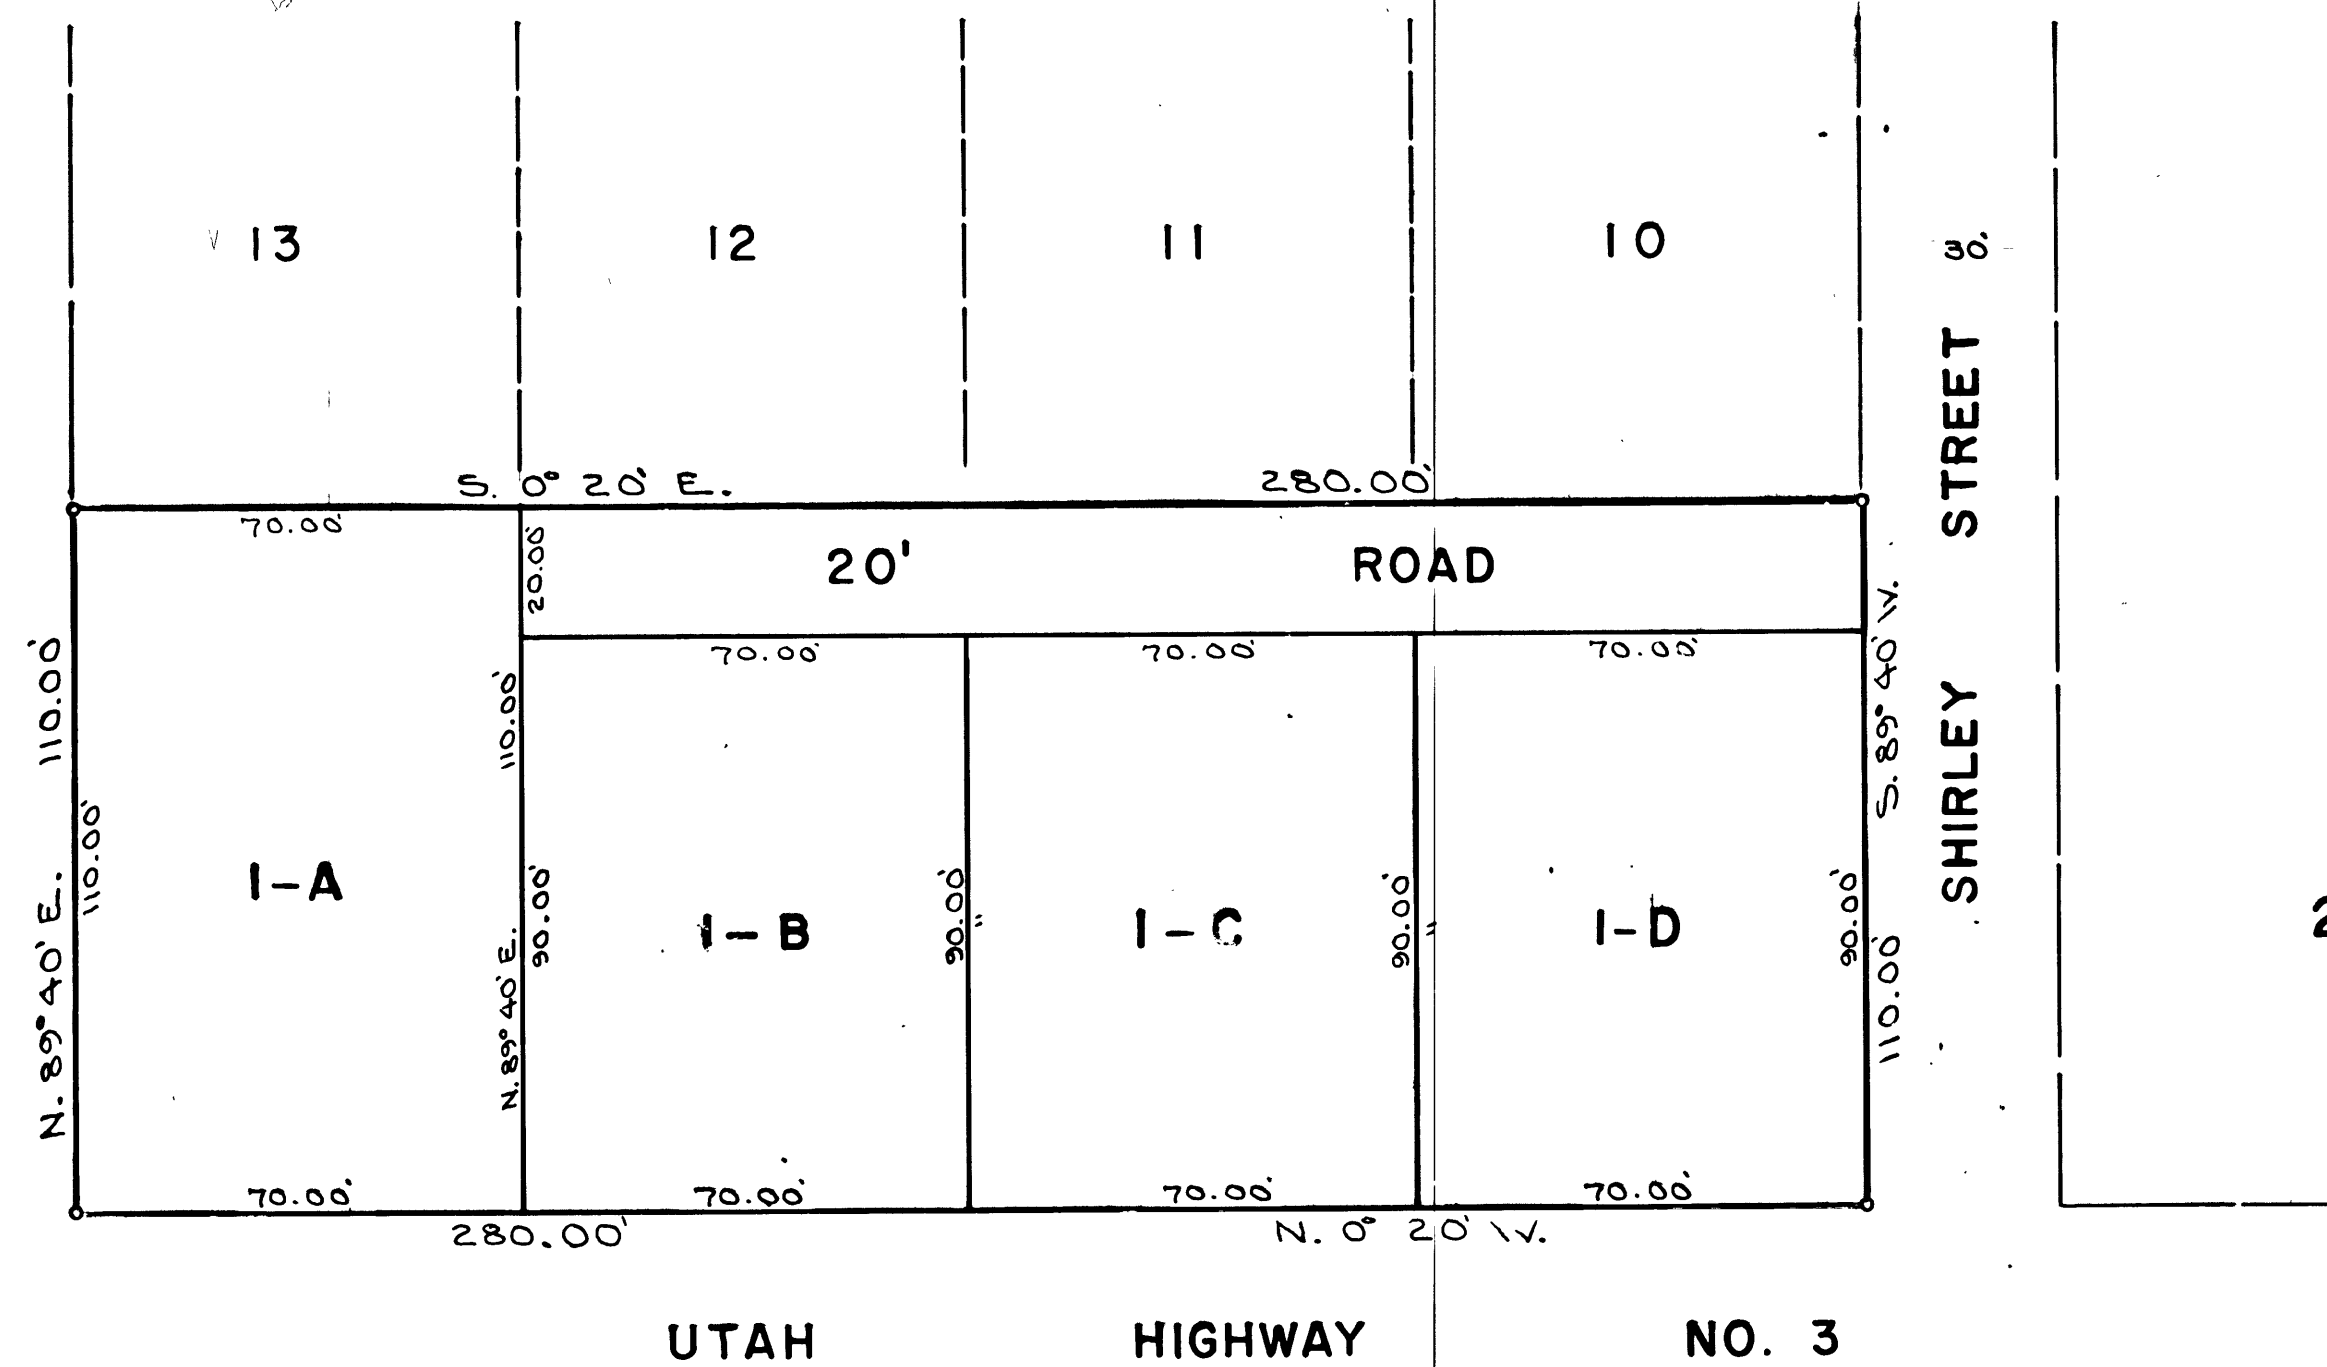 13
12
11
10
30'
S. 0° 20' E.
280.00'
70.00'
20.00'
20' ROAD
70.00'
70.00'
70.00'
N. 89° 40' E. 110.00'
110.00'
N. 89° 40' E. 110.00'
90.00'
90.00'
"
90.00'
"
90.00'
S. 89° 40' W.
110.00'
SHIRLEY STREET
1-A
1-B
1-C
1-D
2
70.00'
70.00'
70.00'
70.00'
280.00'
N. 0° 20' W.
UTAH HIGHWAY NO. 3